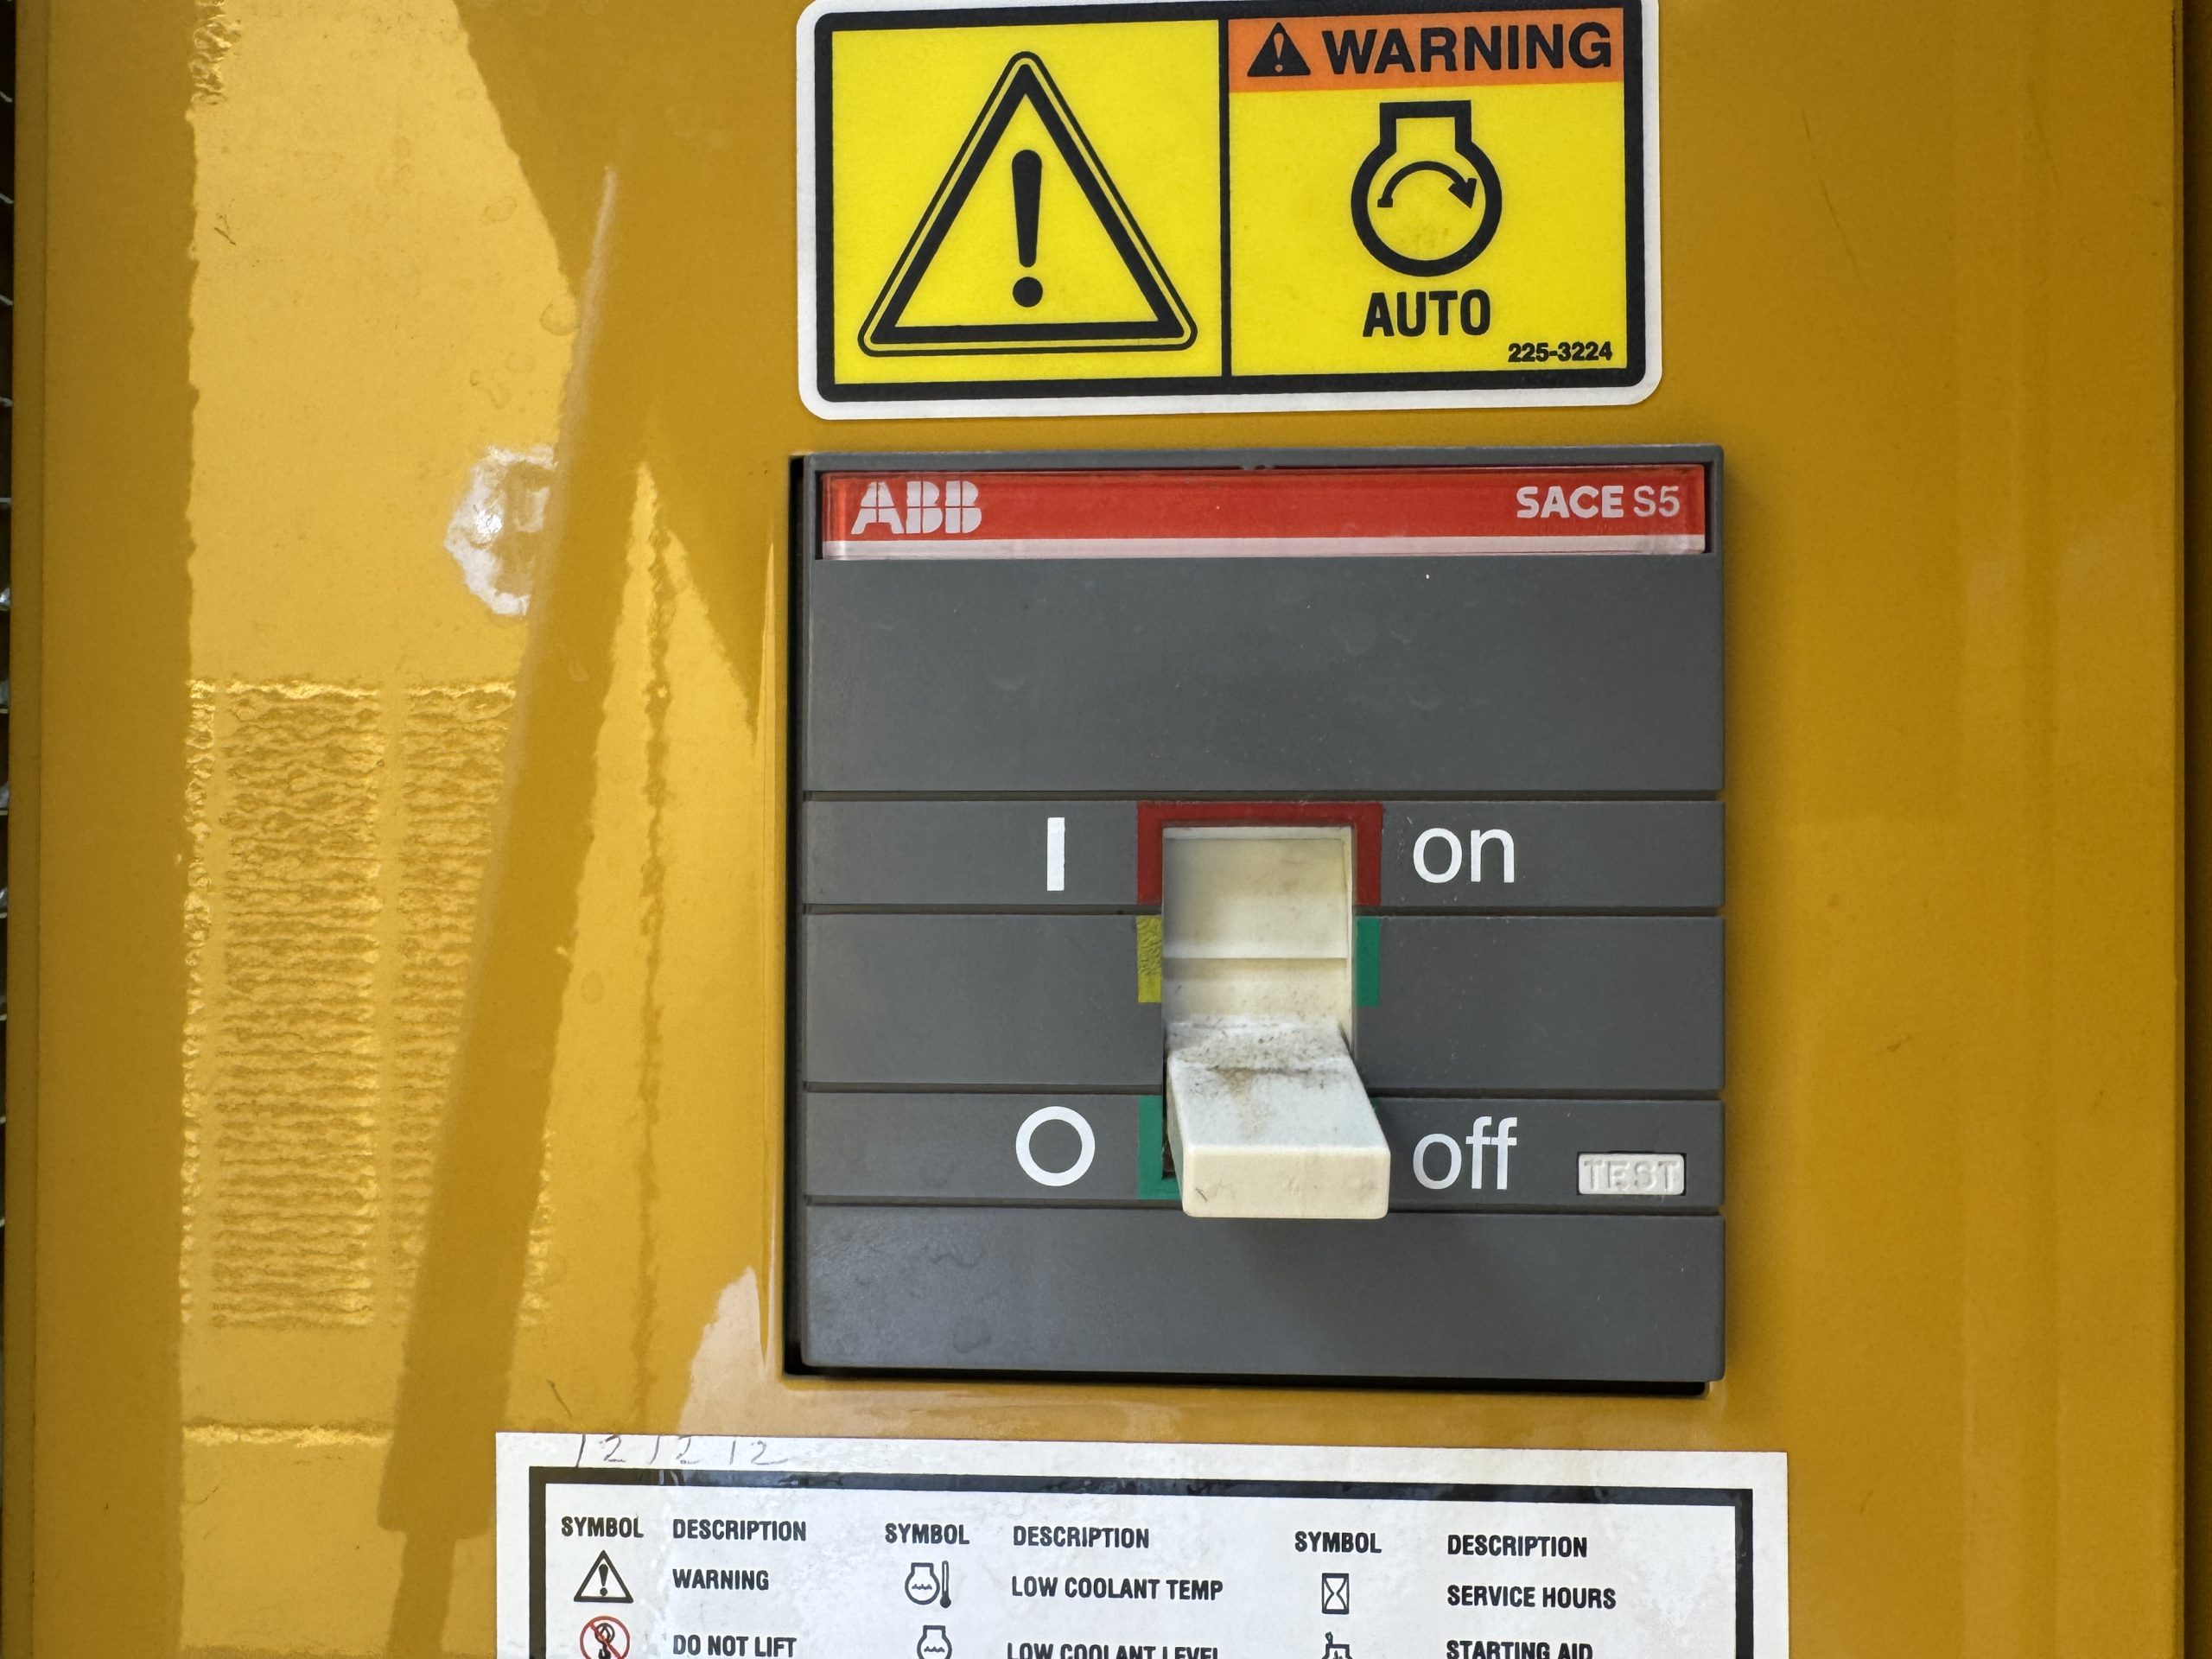 WARNING
AUTO
225-3224
ABB SACE S5
I on
O off TEST
12 12 12
SYMBOL DESCRIPTION SYMBOL DESCRIPTION SYMBOL DESCRIPTION
WARNING LOW COOLANT TEMP SERVICE HOURS
DO NOT LIFT LOW COOLANT LEVEL STARTING AID